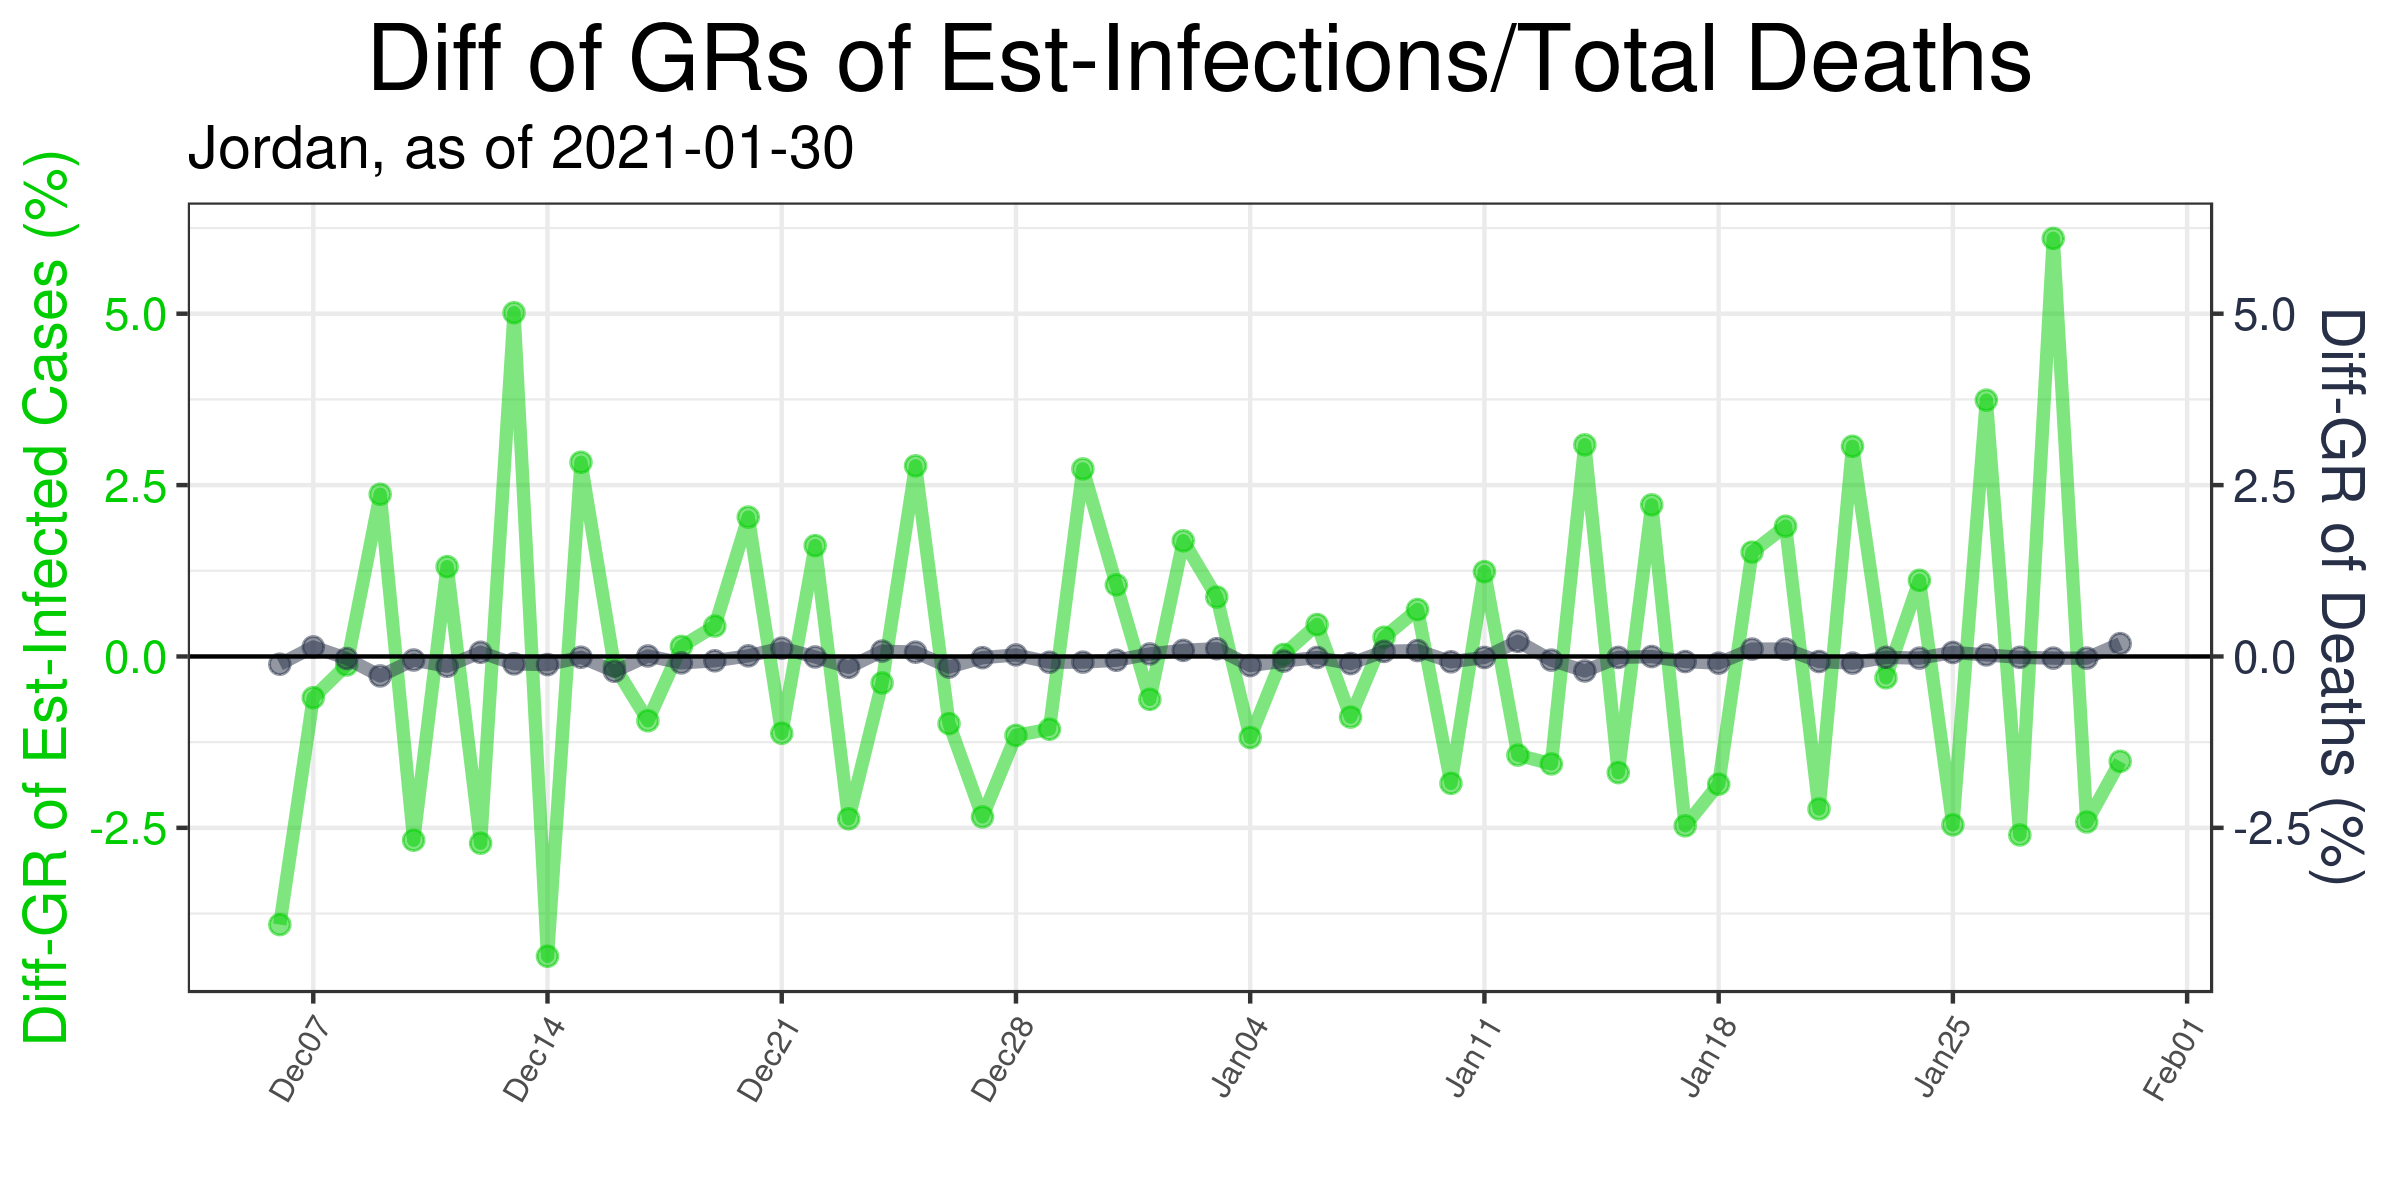 Diff of GRs of Est-Infections/Total Deaths
Jordan, as of 2021-01-30
Diff-GR of Est-Infected Cases (%)
5.0
2.5
0.0
-2.5
5.0
2.5
0.0
-2.5
Diff-GR of Deaths (%)
Dec07
Dec14
Dec21
Dec28
Jan04
Jan11
Jan18
Jan25
Feb01